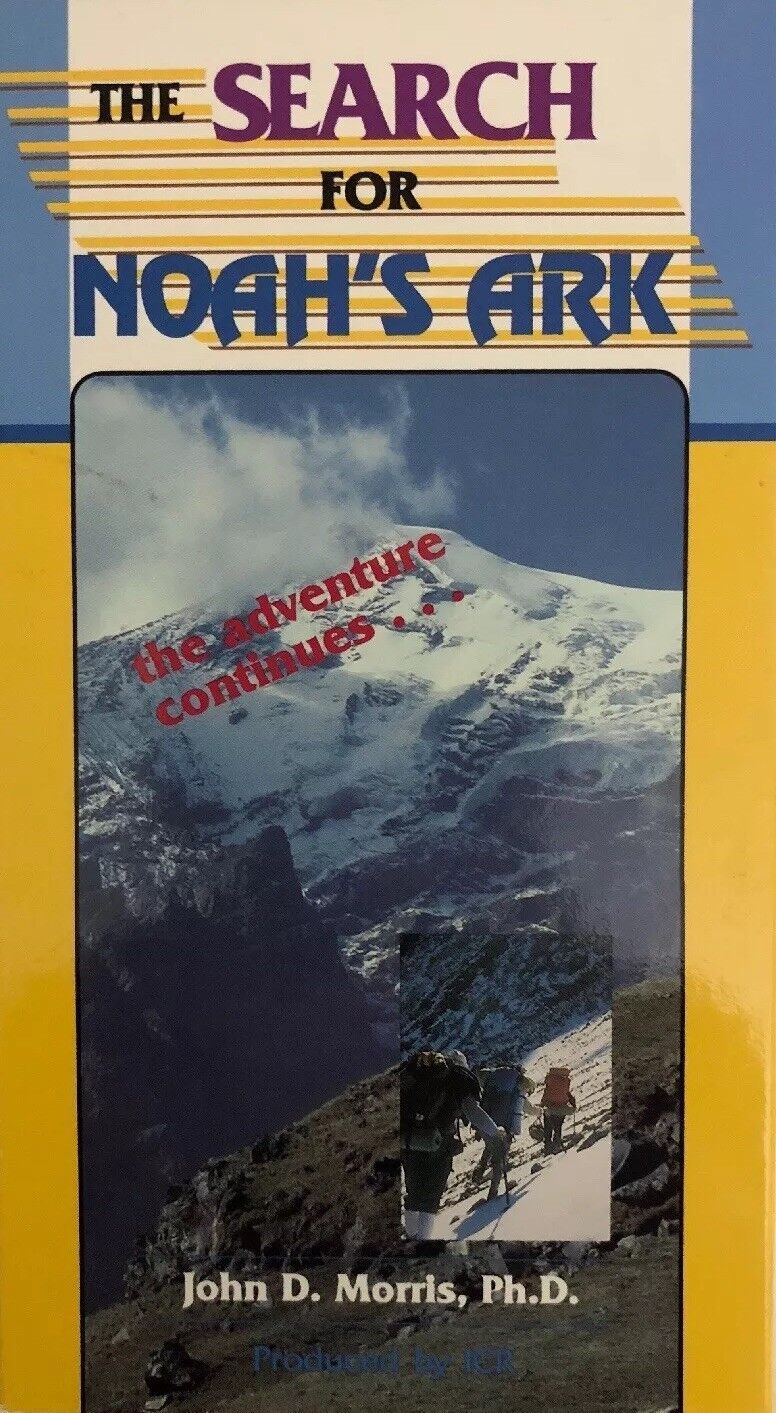 THE SEARCH
FOR
NOAH'S ARK
the adventure
continues . . .
John D. Morris, Ph.D.
Produced by ICR